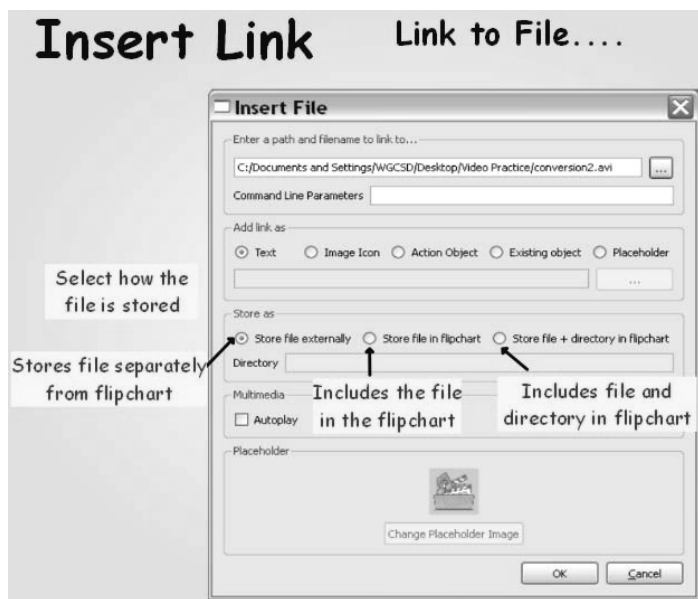 Insert Link
Link to File....
Insert File
Enter a path and filename to link to...
C:/Documents and Settings/WGCSD/Desktop/Video Practice/conversion2.avi
...
Command Line Parameters
Add link as
Text Image Icon Action Object Existing object Placeholder
...
Select how the
file is stored
Store as
Store file externally Store file in flipchart Store file + directory in flipchart
Directory
Stores file separately
from flipchart
Includes the file
in the flipchart
Includes file and
directory in flipchart
Multimedia
Autoplay
Placeholder
Change Placeholder Image
OK Cancel